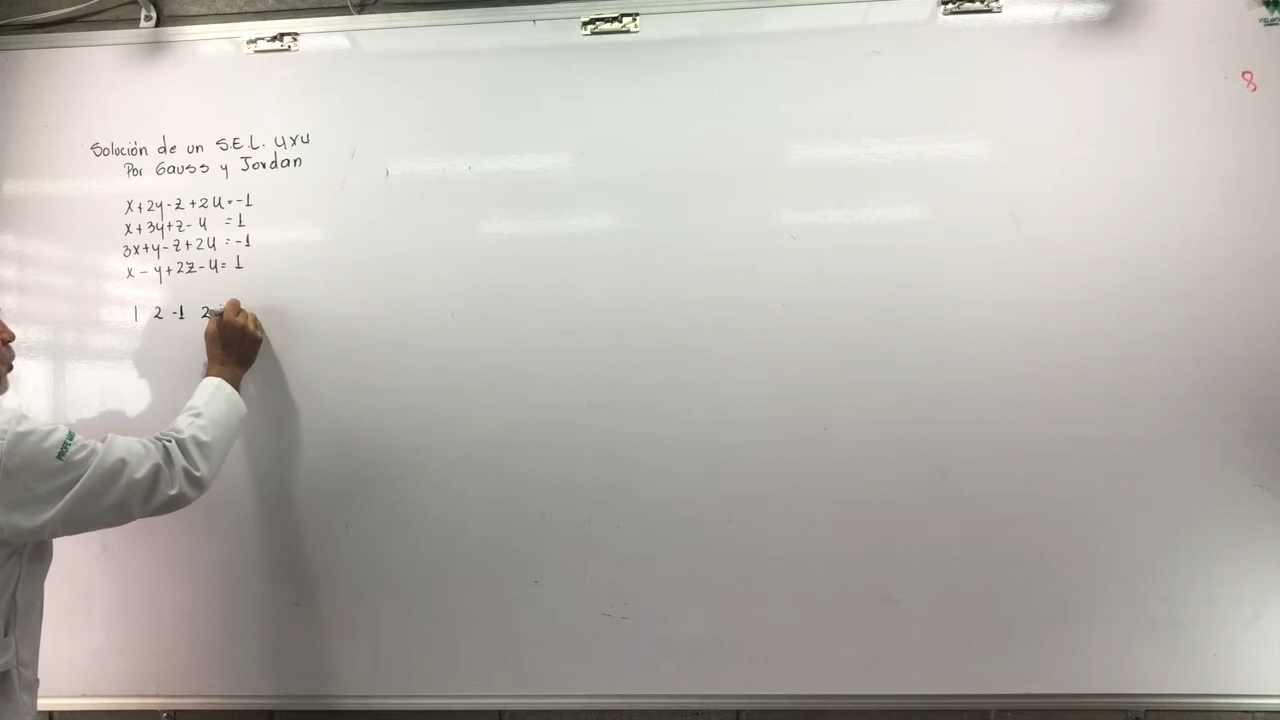 Solución de un S.E.L. 4x4
Por Gauss y Jordan
x+2y-z+2u=-1
x+3y+z-u =1
3x+y-z+2u=-1
x-y+2z-u=1
1 2 -1 2
8